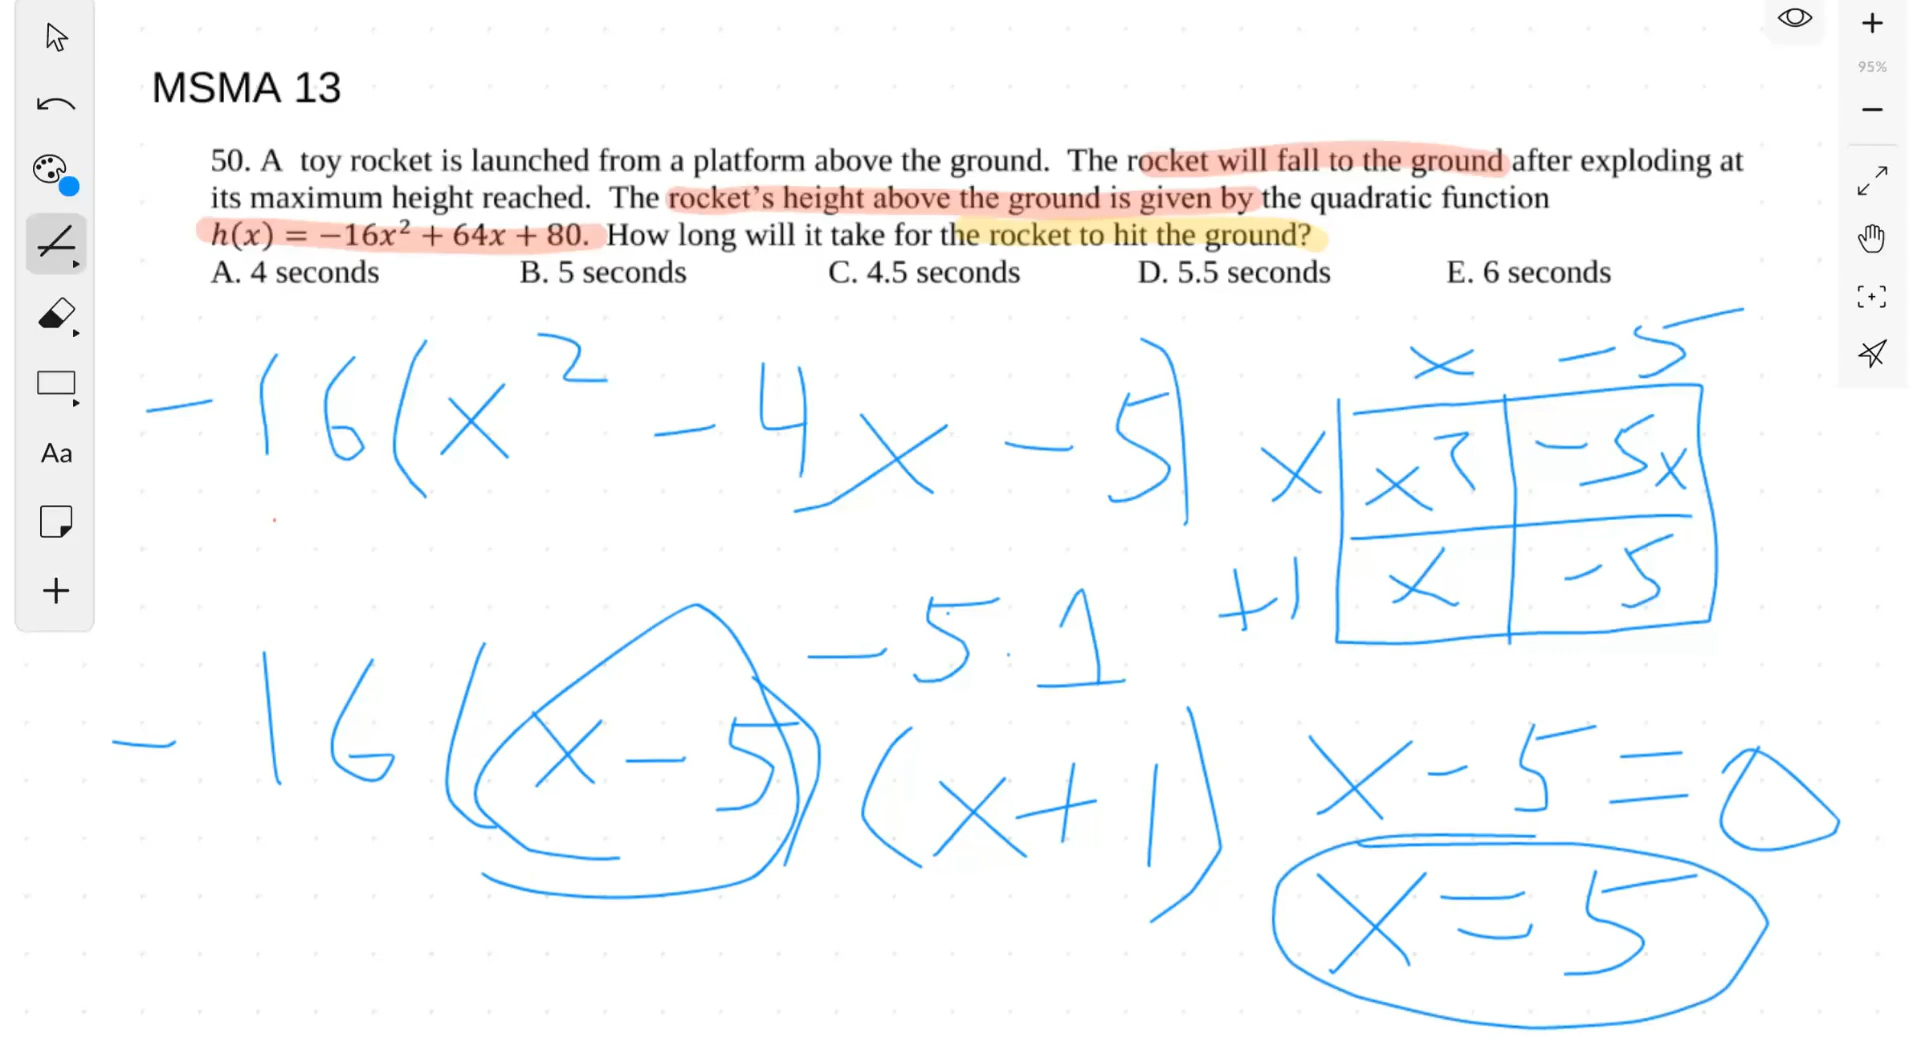 95%
MSMA 13
50. A toy rocket is launched from a platform above the ground. The rocket will fall to the ground after exploding at
its maximum height reached. The rocket's height above the ground is given by the quadratic function
h(x) = −16x² + 64x + 80. How long will it take for the rocket to hit the ground?
A. 4 seconds B. 5 seconds C. 4.5 seconds D. 5.5 seconds E. 6 seconds
Aa
x −5
−16(x² − 4x − 5)
x x² −5x
+1 x −5
−5 · 1
−16(x − 5)(x + 1)
x − 5 = 0
x = 5